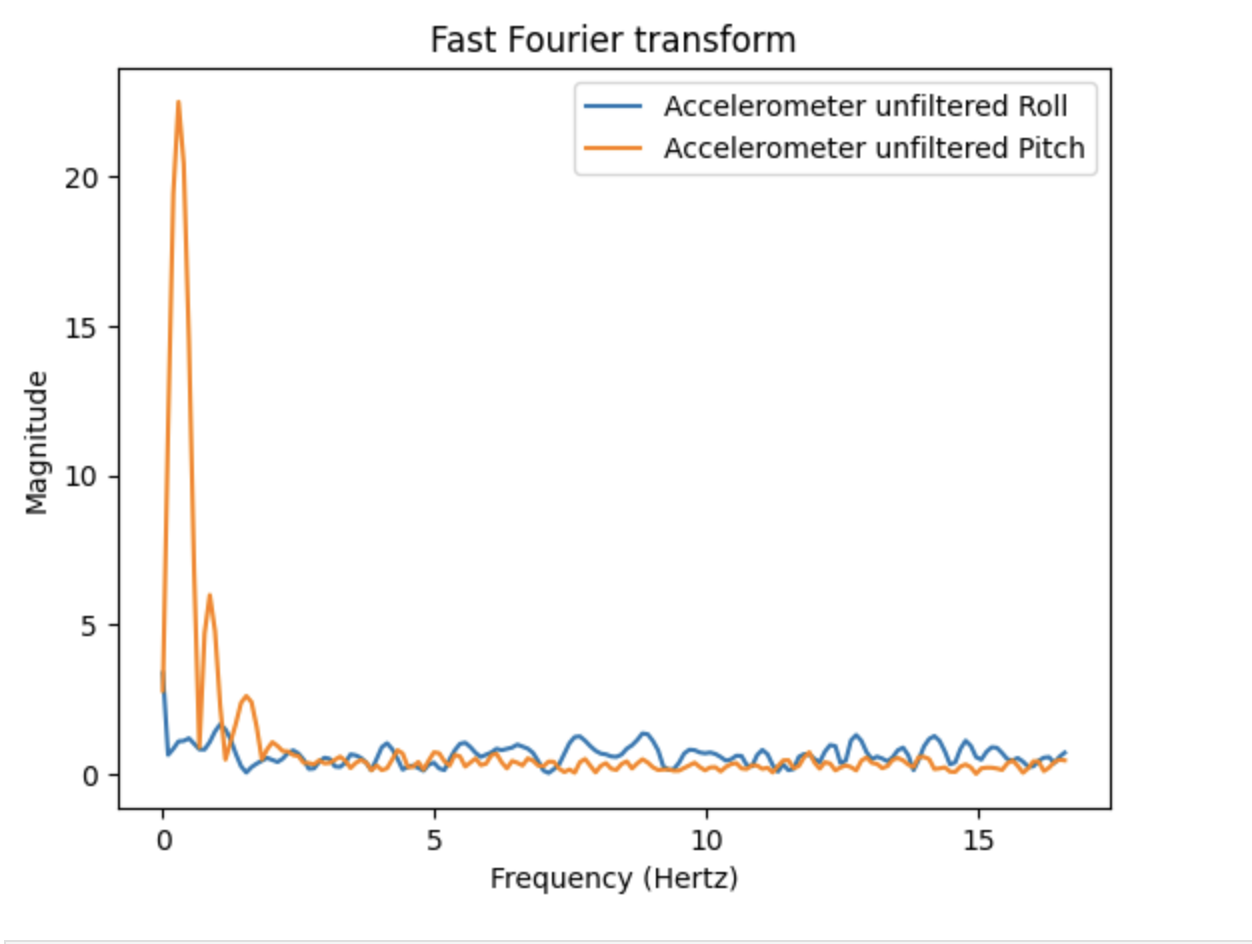 Fast Fourier transform
Accelerometer unfiltered Roll
Accelerometer unfiltered Pitch
20
15
10
5
0
Magnitude
0 5 10 15
Frequency (Hertz)